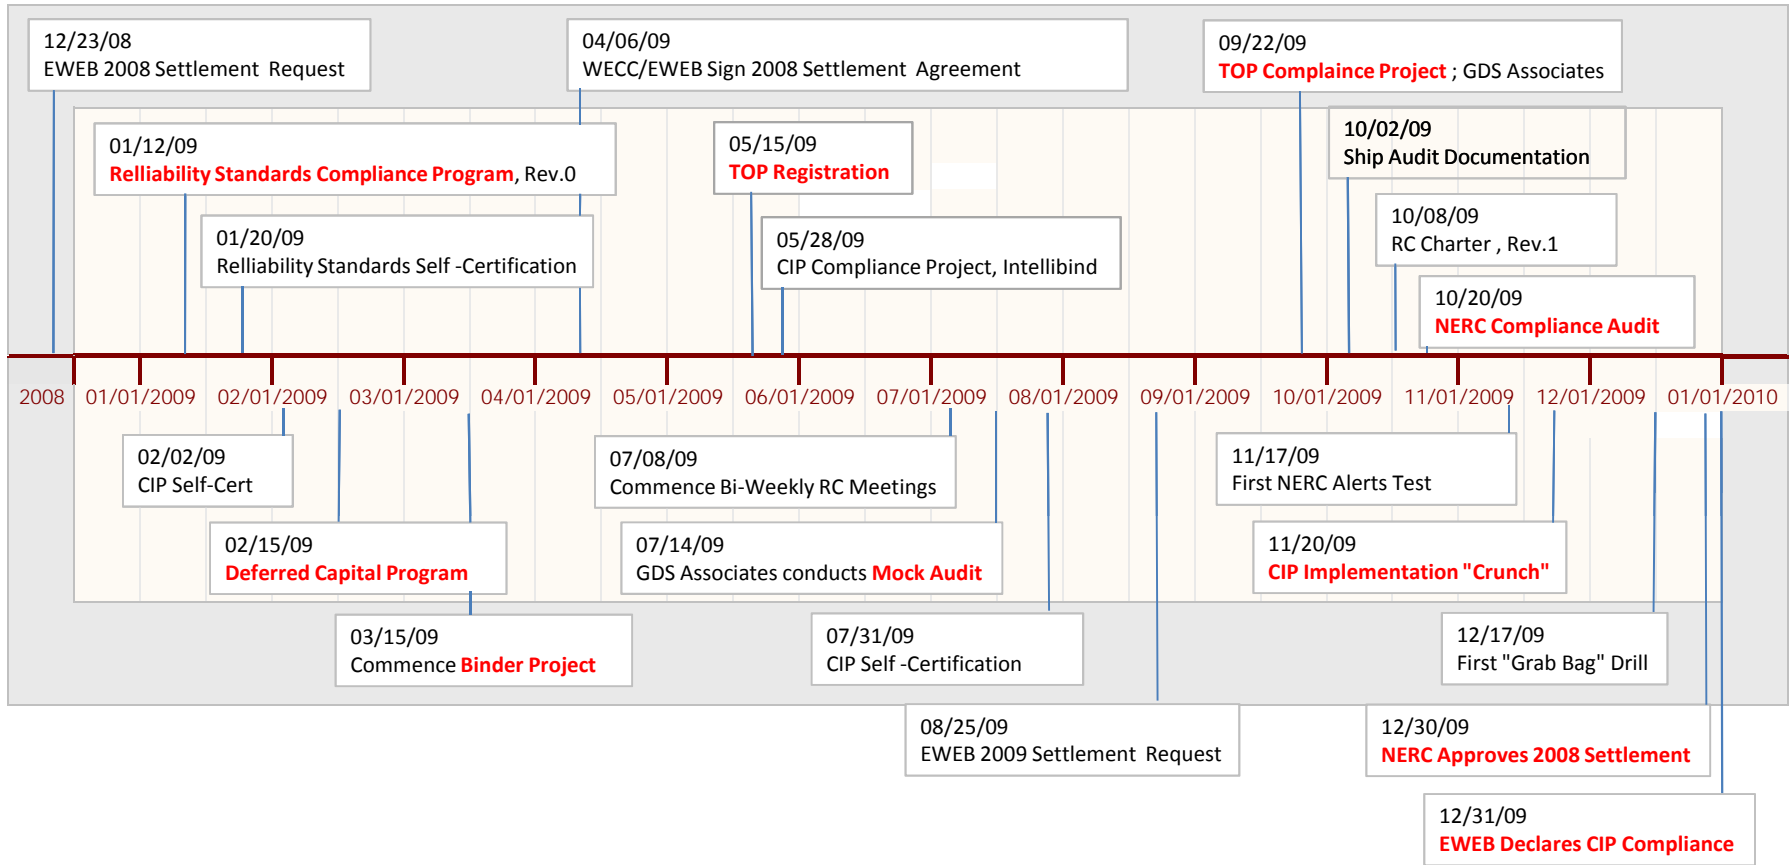 12/23/08
EWEB 2008 Settlement Request
04/06/09
WECC/EWEB Sign 2008 Settlement Agreement
09/22/09
TOP Complaince Project ; GDS Associates
01/12/09
Relliability Standards Compliance Program, Rev.0
05/15/09
TOP Registration
10/02/09
Ship Audit Documentation
01/20/09
Relliability Standards Self -Certification
05/28/09
CIP Compliance Project, Intellibind
10/08/09
RC Charter , Rev.1
10/20/09
NERC Compliance Audit
2008 01/01/2009 02/01/2009 03/01/2009 04/01/2009 05/01/2009 06/01/2009 07/01/2009 08/01/2009 09/01/2009 10/01/2009 11/01/2009 12/01/2009 01/01/2010
02/02/09
CIP Self-Cert
07/08/09
Commence Bi-Weekly RC Meetings
11/17/09
First NERC Alerts Test
02/15/09
Deferred Capital Program
07/14/09
GDS Associates conducts Mock Audit
11/20/09
CIP Implementation "Crunch"
03/15/09
Commence Binder Project
07/31/09
CIP Self -Certification
12/17/09
First "Grab Bag" Drill
08/25/09
EWEB 2009 Settlement Request
12/30/09
NERC Approves 2008 Settlement
12/31/09
EWEB Declares CIP Compliance